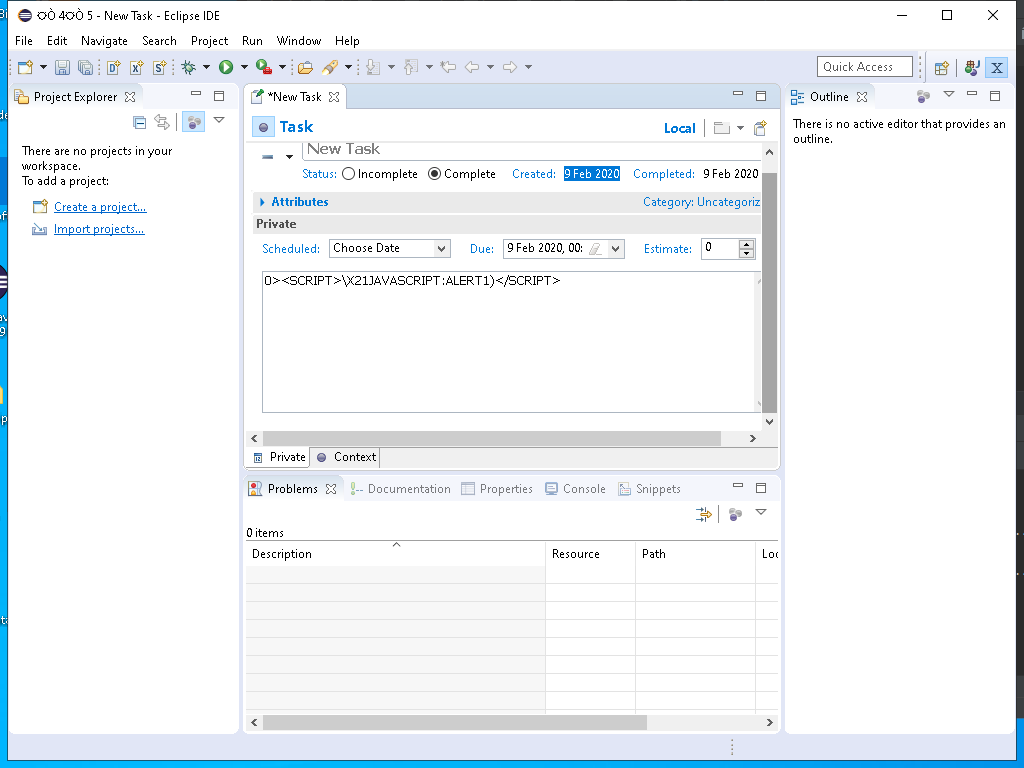 סס 4סס 5 - New Task - Eclipse IDE
File Edit Navigate Search Project Run Window Help
Quick Access
Project Explorer
There are no projects in your
workspace.
To add a project:
Create a project...
Import projects...
*New Task
Task
Local
New Task
Status: Incomplete Complete Created: 9 Feb 2020 Completed: 9 Feb 2020
Attributes
Category: Uncategoriz
Private
Scheduled: Choose Date Due: 9 Feb 2020, 00: Estimate: 0
0><SCRIPT>\X21JAVASCRIPT:ALERT1)</SCRIPT>
Private Context
Problems Documentation Properties Console Snippets
0 items
Description Resource Path Loc
Outline
There is no active editor that provides an
outline.